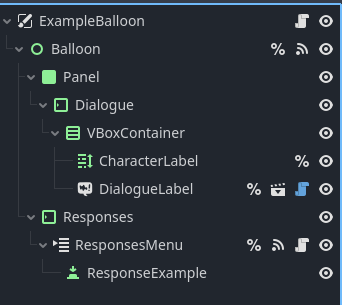 ExampleBalloon
Balloon
Panel
Dialogue
VBoxContainer
CharacterLabel
DialogueLabel
Responses
ResponsesMenu
ResponseExample